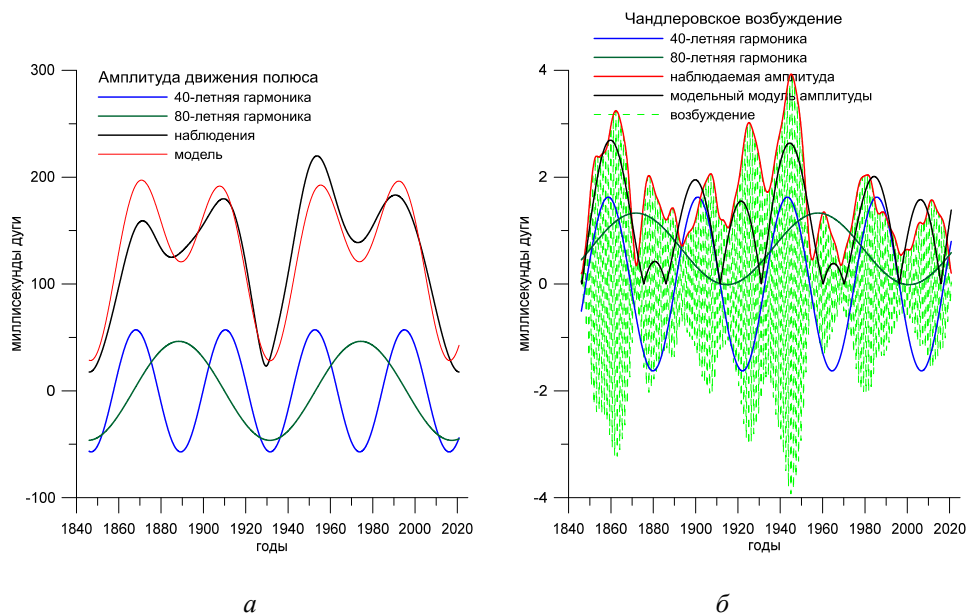 Амплитуда движения полюса
40-летняя гармоника
80-летняя гармоника
наблюдения
модель
300
200
100
0
-100
миллисекунды дуги
1840 1860 1880 1900 1920 1940 1960 1980 2000 2020
годы
а
Чандлеровское возбуждение
40-летняя гармоника
80-летняя гармоника
наблюдаемая амплитуда
модельный модуль амплитуды
возбуждение
4
2
0
-2
-4
миллисекунды дуги
1840 1860 1880 1900 1920 1940 1960 1980 2000 2020
годы
б